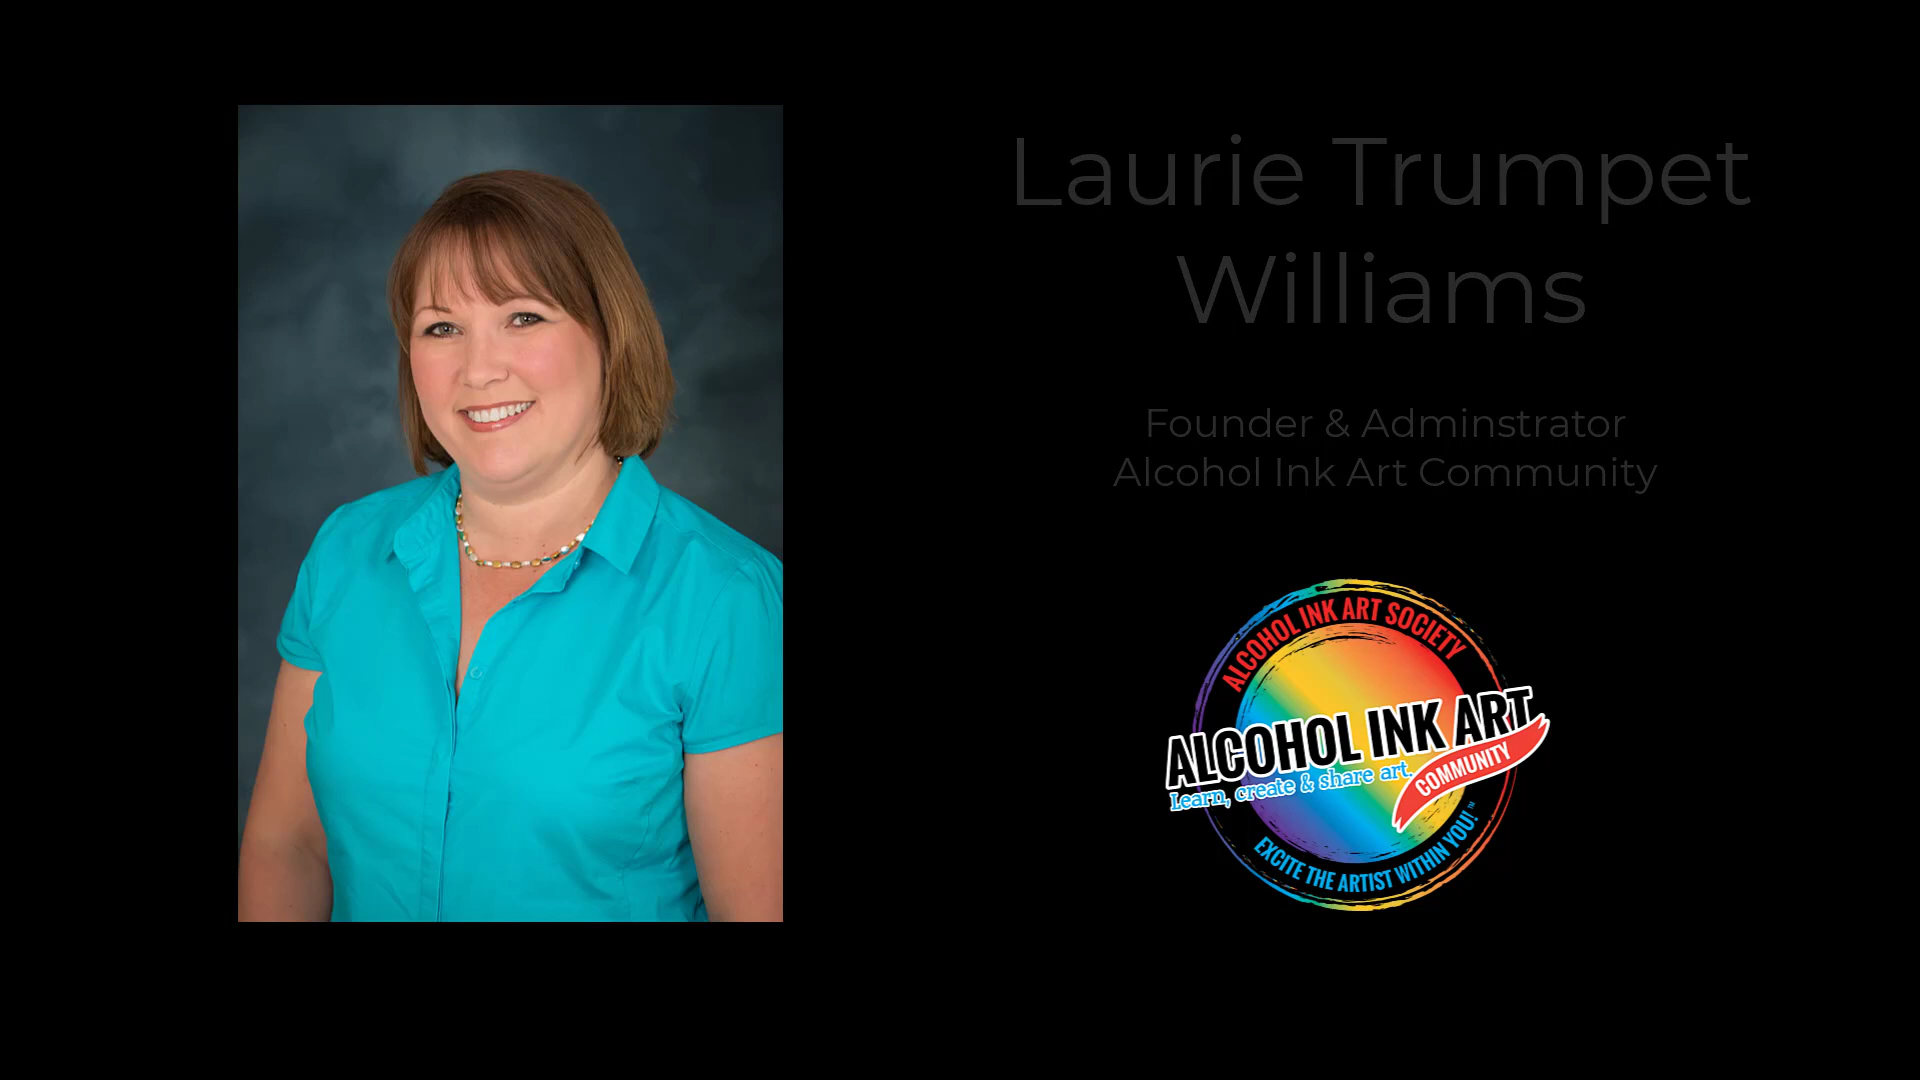 Laurie Trumpet
Williams
Founder & Adminstrator
Alcohol Ink Art Community
ALCOHOL INK ART SOCIETY
ALCOHOL INK ART
COMMUNITY
Learn, create & share art.
EXCITE THE ARTIST WITHIN YOU!™